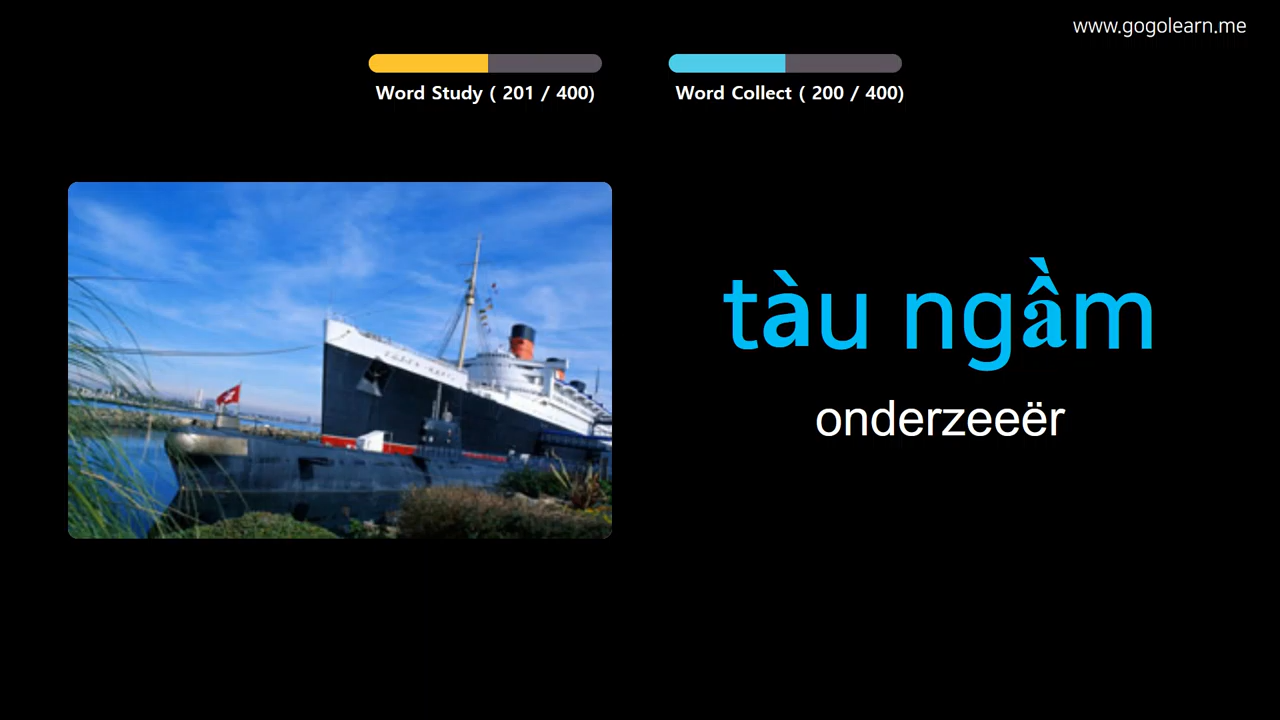 www.gogolearn.me
Word Study ( 201 / 400)
Word Collect ( 200 / 400)
tàu ngầm
onderzeeër